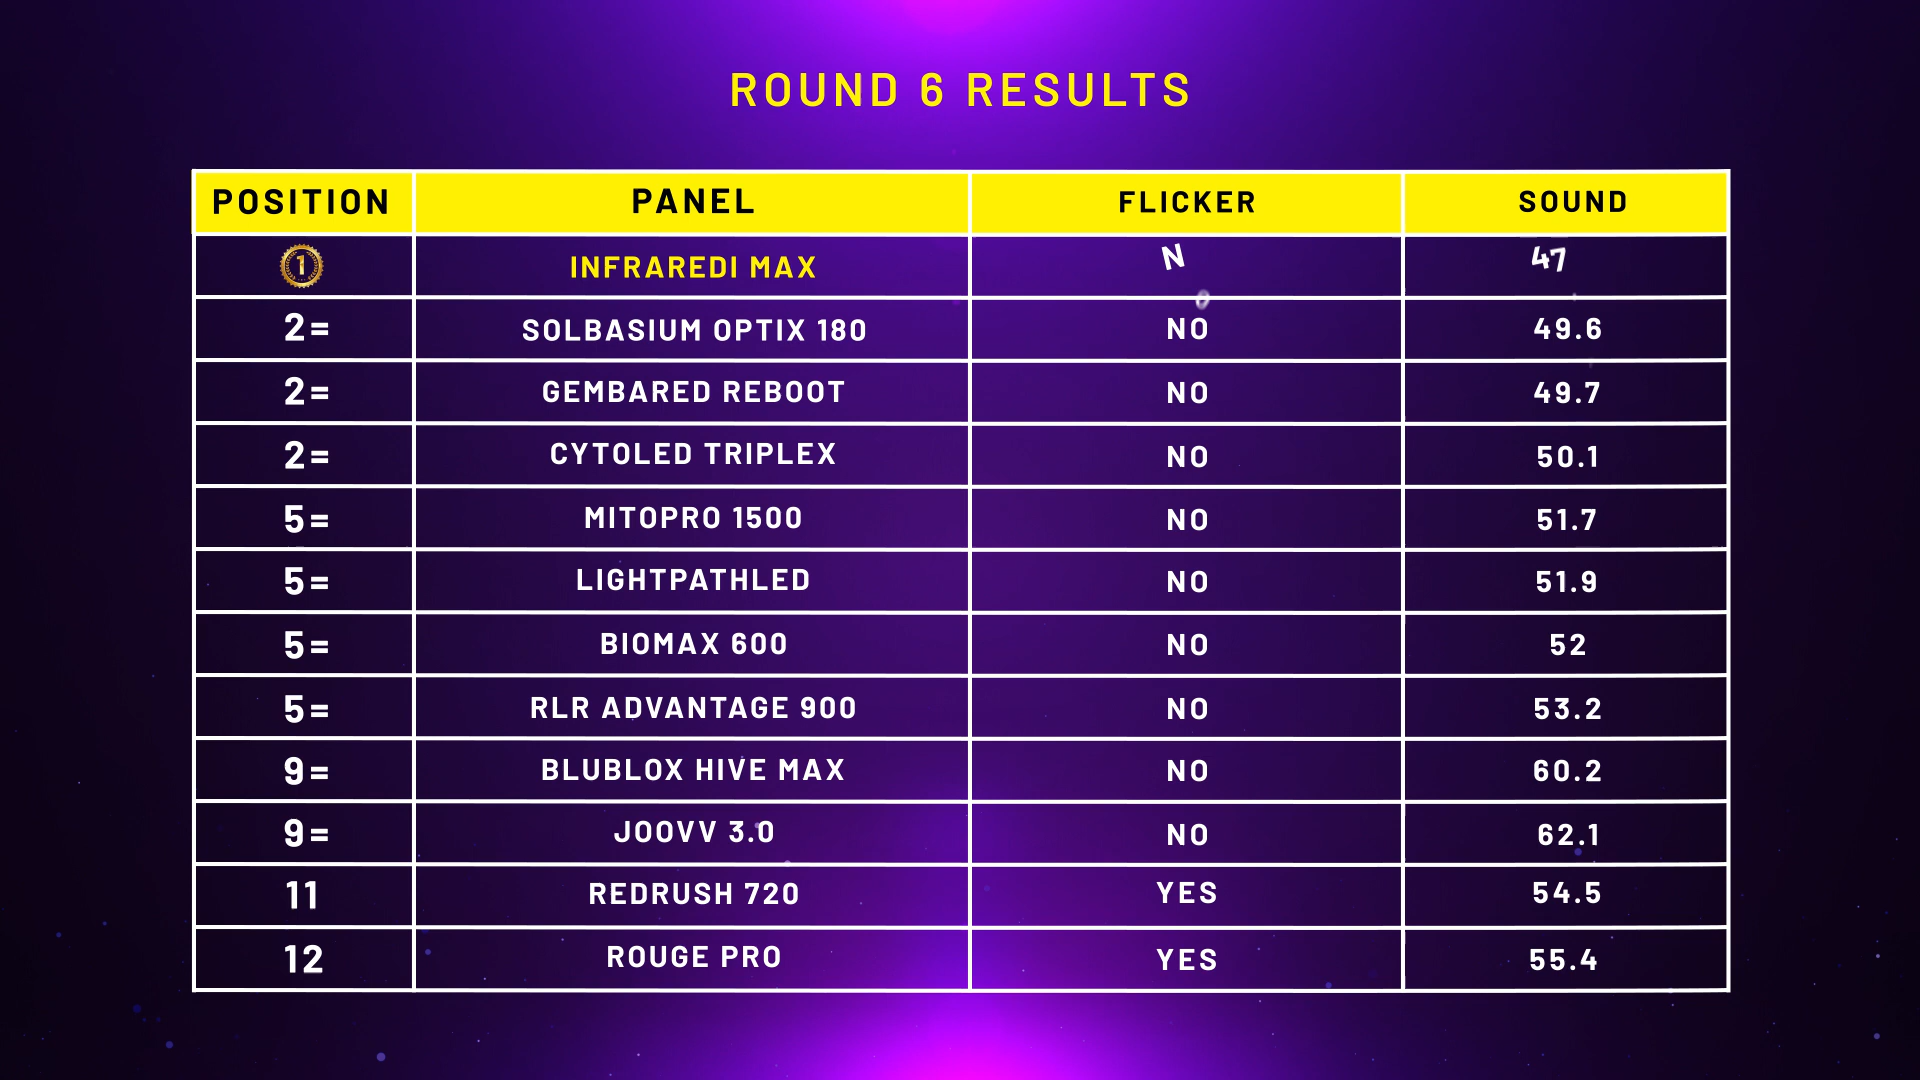 ROUND 6 RESULTS
POSITION PANEL FLICKER SOUND
1 INFRAREDI MAX NO 47
2= SOLBASIUM OPTIX 180 NO 49.6
2= GEMBARED REBOOT NO 49.7
2= CYTOLED TRIPLEX NO 50.1
5= MITOPRO 1500 NO 51.7
5= LIGHTPATHLED NO 51.9
5= BIOMAX 600 NO 52
5= RLR ADVANTAGE 900 NO 53.2
9= BLUBLOX HIVE MAX NO 60.2
9= JOOVV 3.0 NO 62.1
11 REDRUSH 720 YES 54.5
12 ROUGE PRO YES 55.4